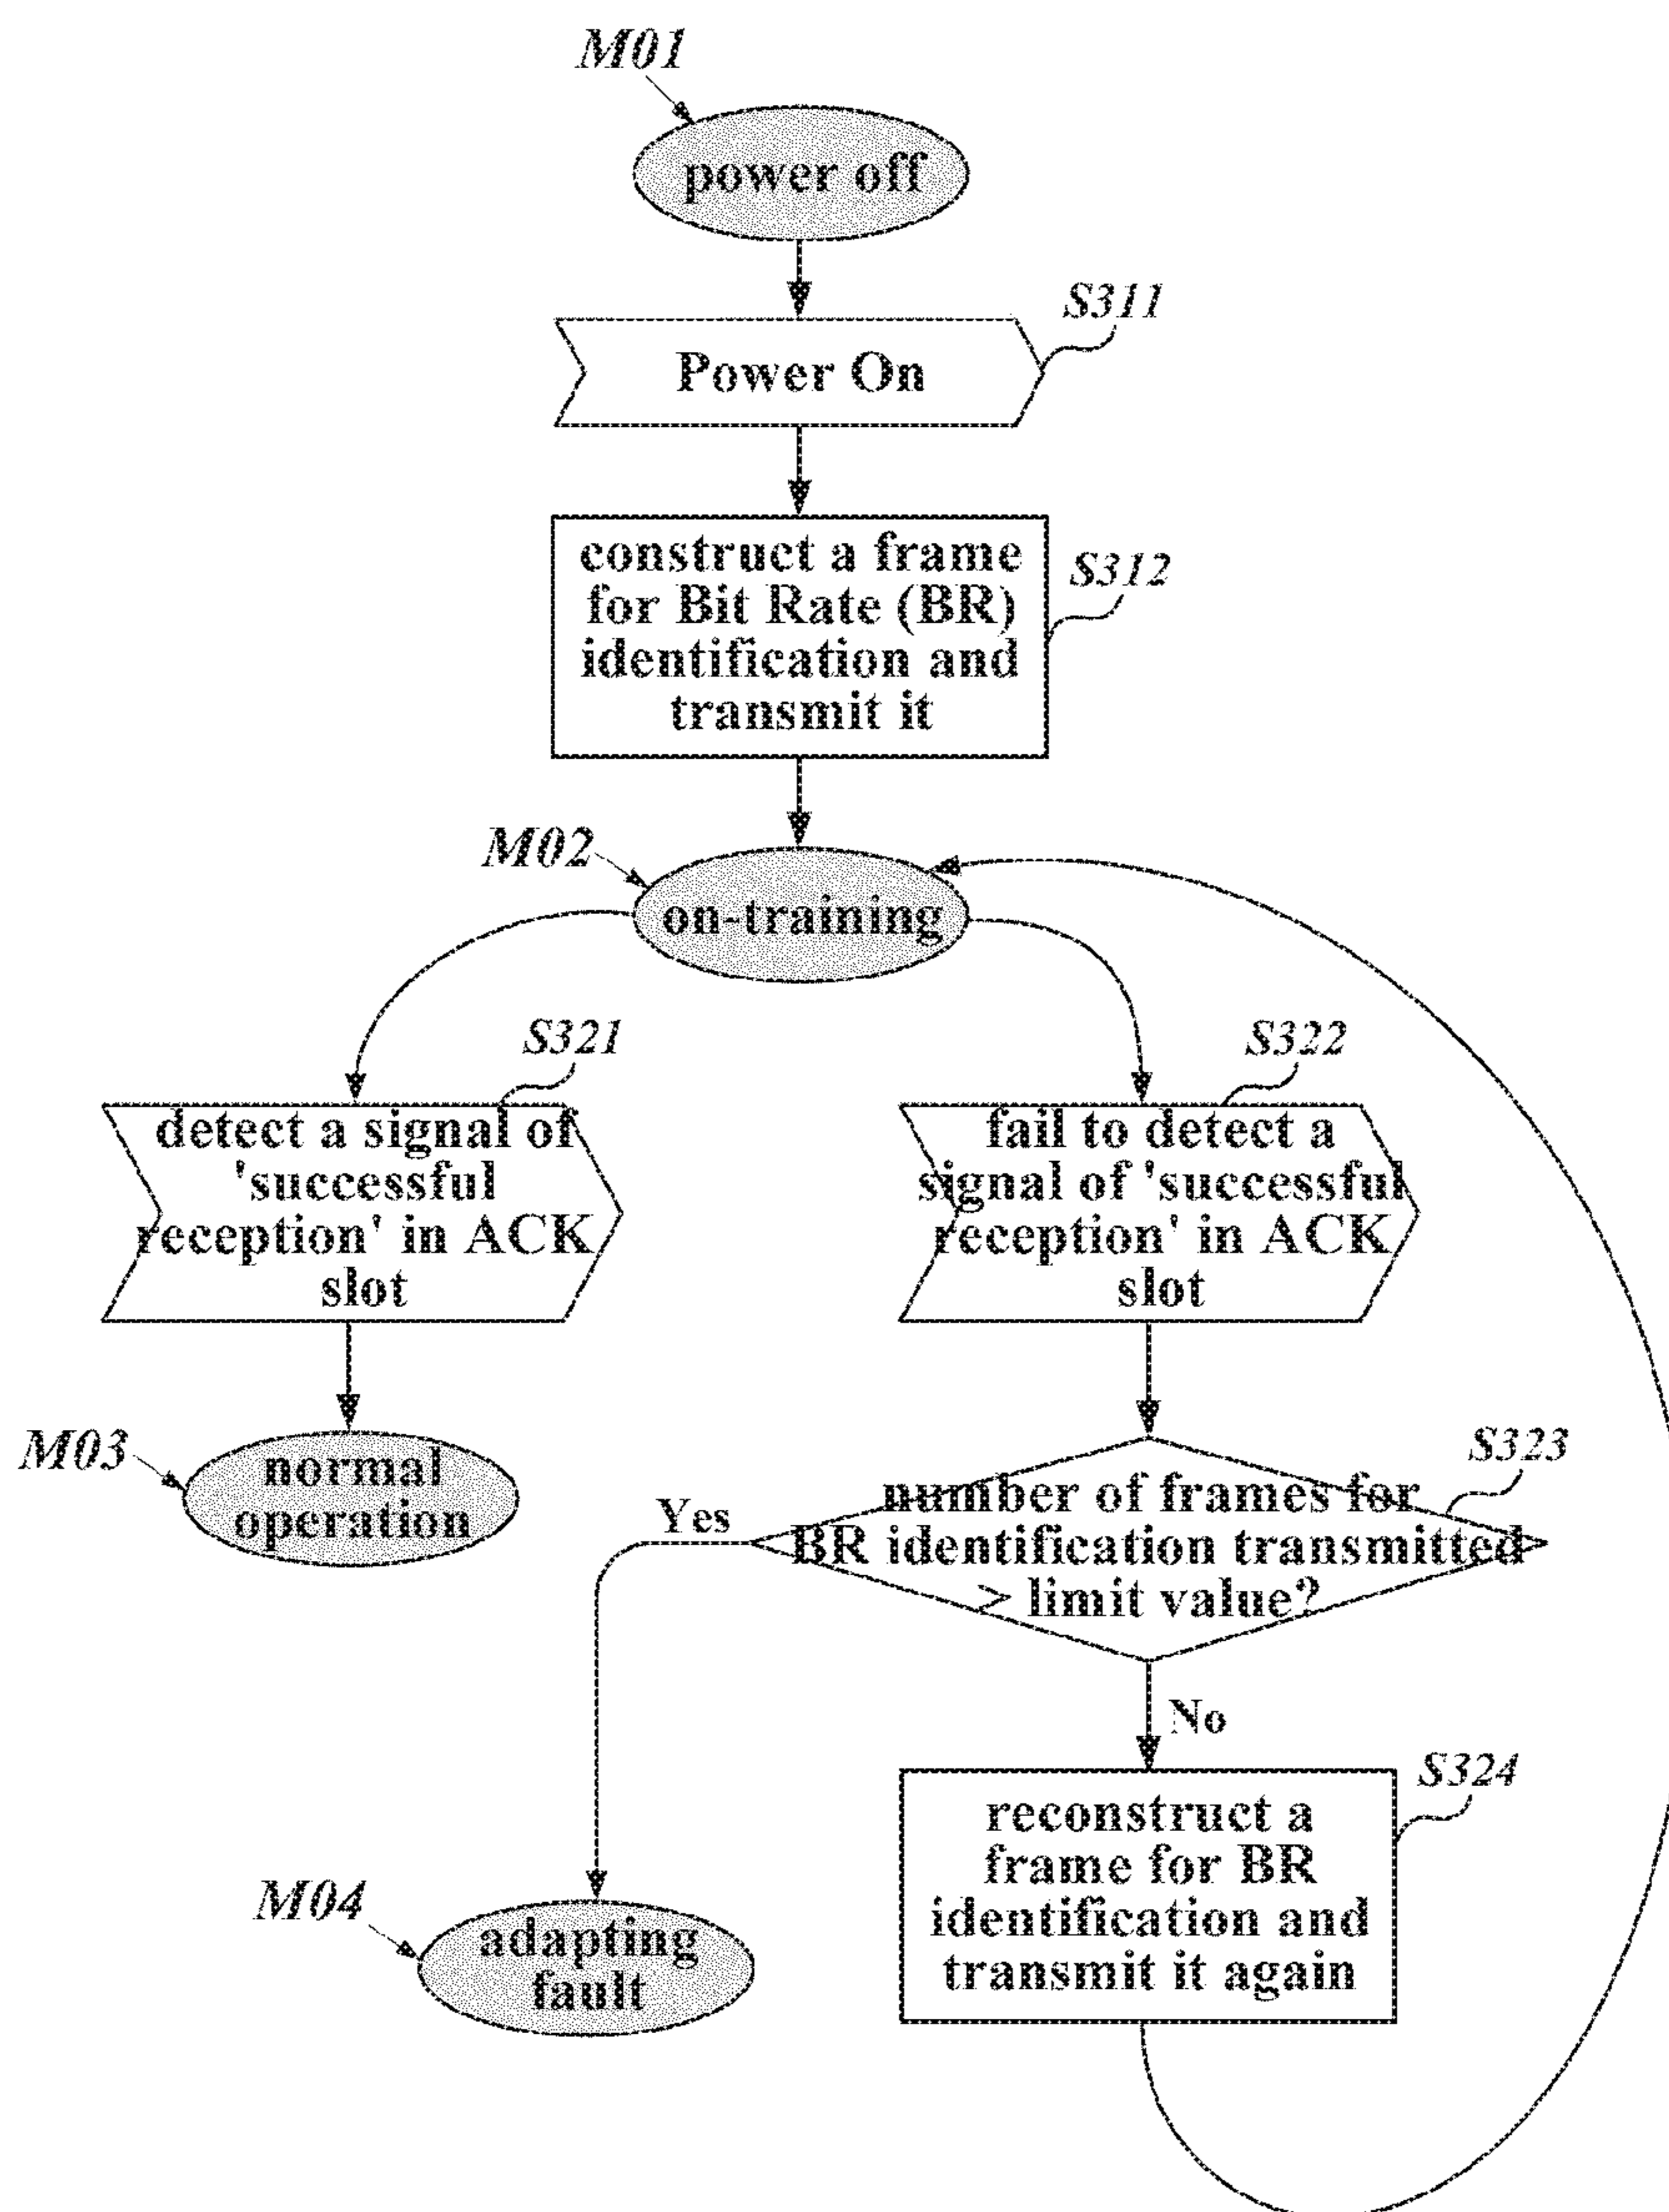 M01
power off
S311
Power On
construct a frame
for Bit Rate (BR)
identification and
transmit it
S312
M02
on-training
S321
detect a signal of
'successful
reception' in ACK
slot
S322
fail to detect a
signal of 'successful
reception' in ACK
slot
M03
normal
operation
S323
Yes
number of frames for
BR identification transmitted
> limit value?
No
S324
reconstruct a
frame for BR
identification and
transmit it again
M04
adapting
fault